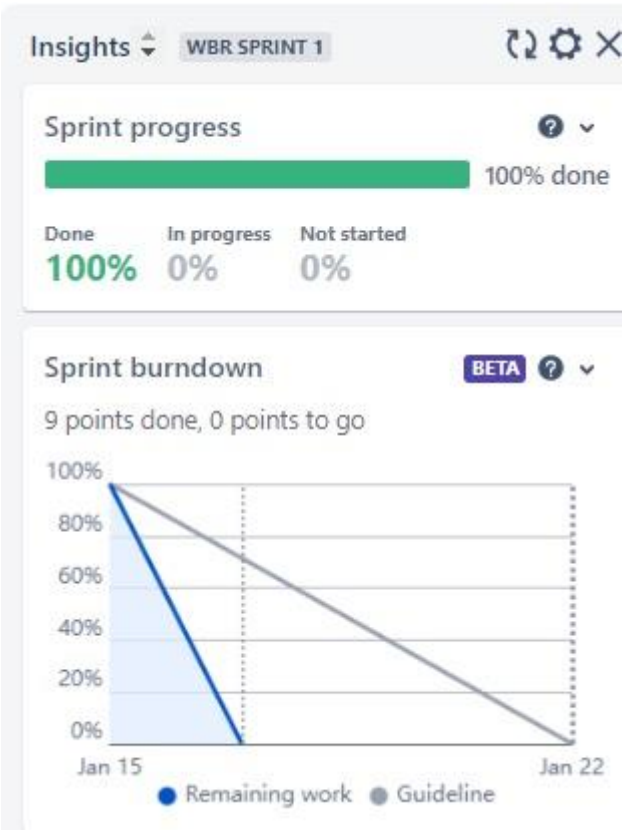 Insights WBR SPRINT 1
Sprint progress
100% done
Done In progress Not started
100% 0% 0%
Sprint burndown BETA
9 points done, 0 points to go
100%
80%
60%
40%
20%
0%
Jan 15 Jan 22
Remaining work Guideline